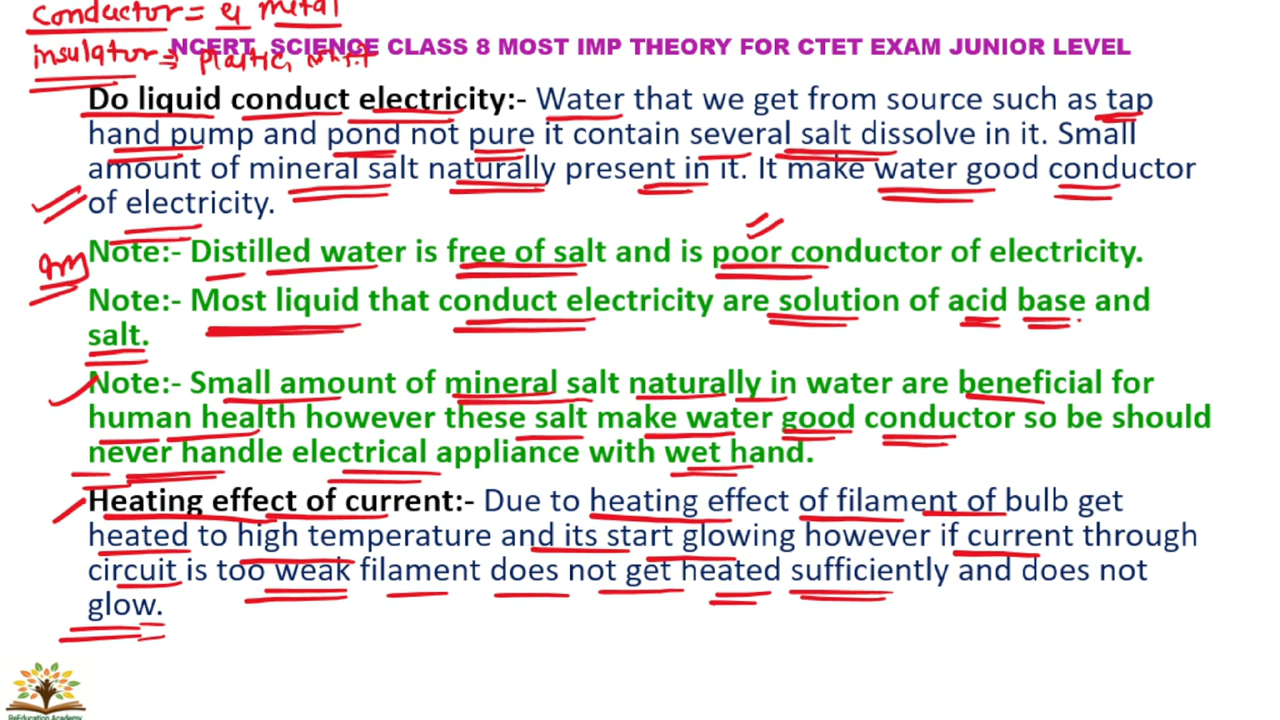 Conductor = metal
insulator ⇒ plastic,
NCERT SCIENCE CLASS 8 MOST IMP THEORY FOR CTET EXAM JUNIOR LEVEL
Do liquid conduct electricity:- Water that we get from source such as tap
hand pump and pond not pure it contain several salt dissolve in it. Small
amount of mineral salt naturally present in it. It make water good conductor
of electricity.
Note:- Distilled water is free of salt and is poor conductor of electricity.
Note:- Most liquid that conduct electricity are solution of acid base and
salt.
Note:- Small amount of mineral salt naturally in water are beneficial for
human health however these salt make water good conductor so be should
never handle electrical appliance with wet hand.
Heating effect of current:- Due to heating effect of filament of bulb get
heated to high temperature and its start glowing however if current through
circuit is too weak filament does not get heated sufficiently and does not
glow.
ReEducation Academy